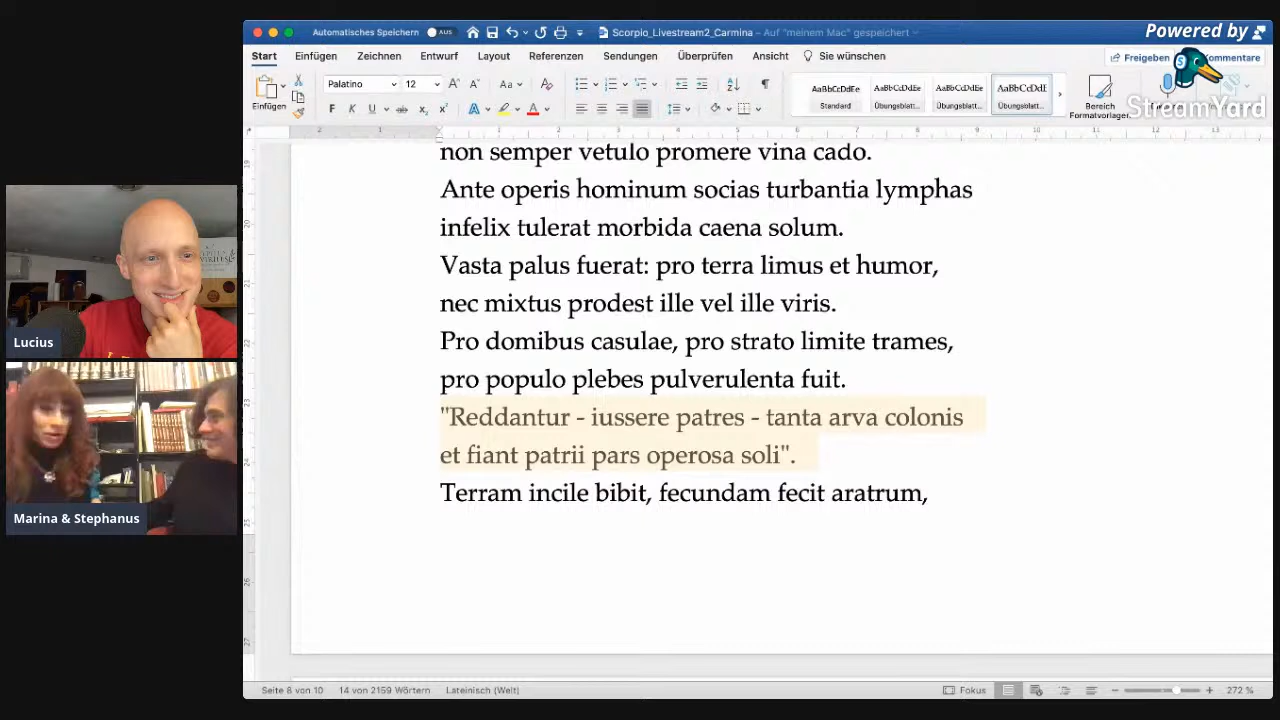 Automatisches Speichern AUS Scorpio_Livestream2_Carmina – Auf "meinem Mac" gespeichert
Powered by
StreamYard
Start Einfügen Zeichnen Entwurf Layout Referenzen Sendungen Überprüfen Ansicht Sie wünschen Freigeben Kommentare
Palatino 12
Einfügen
F K U
AaBbCcDdEe AaBbCcDdEe AaBbCcDdEe AaBbCcDdE
Standard Übungsblatt... Übungsblatt... Übungsblatt...
Bereich Formatvorlagen
non semper vetulo promere vina cado.
Ante operis hominum socias turbantia lymphas
infelix tulerat morbida caena solum.
Vasta palus fuerat: pro terra limus et humor,
nec mixtus prodest ille vel ille viris.
Pro domibus casulae, pro strato limite trames,
pro populo plebes pulverulenta fuit.
"Reddantur - iussere patres - tanta arva colonis
et fiant patrii pars operosa soli".
Terram incile bibit, fecundam fecit aratrum,
Lucius
Marina & Stephanus
Seite 8 von 10 14 von 2159 Wörtern Lateinisch (Welt) Fokus 272 %